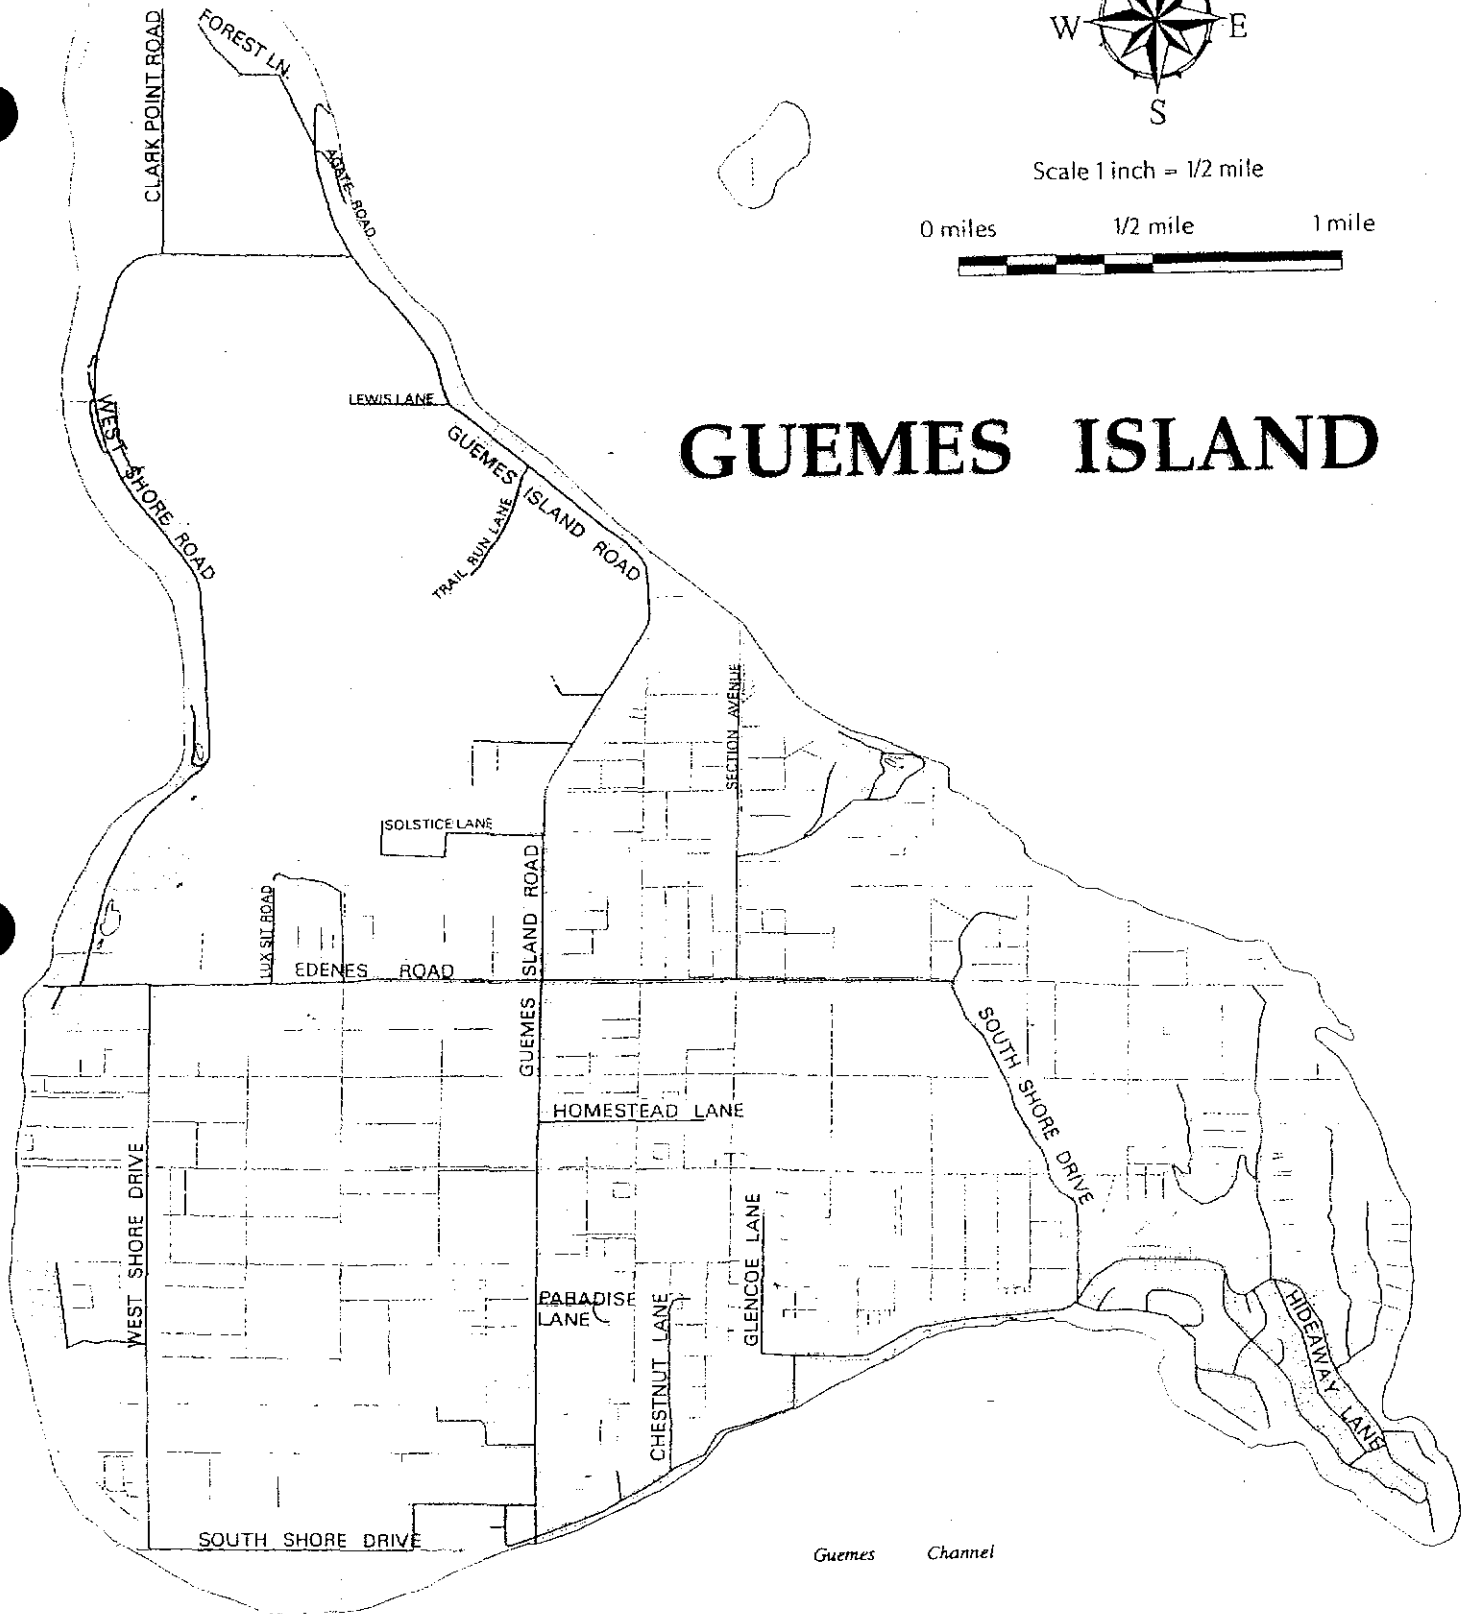 CLARK POINT ROAD
FOREST LN.
W E
S
AGATE ROAD
Scale 1 inch = 1/2 mile
0 miles 1/2 mile 1 mile
LEWIS LANE
GUEMES ISLAND
WEST SHORE ROAD
GUEMES ISLAND ROAD
TRAIL RUN LANE
SECTION AVENUE
SOLSTICE LANE
GUEMES ISLAND ROAD
LUX SIT ROAD
EDENES ROAD
SOUTH SHORE DRIVE
HOMESTEAD LANE
WEST SHORE DRIVE
GLENCOE LANE
PARADISE
LANE
CHESTNUT LANE
HIDEAWAY LANE
SOUTH SHORE DRIVE
Guemes Channel